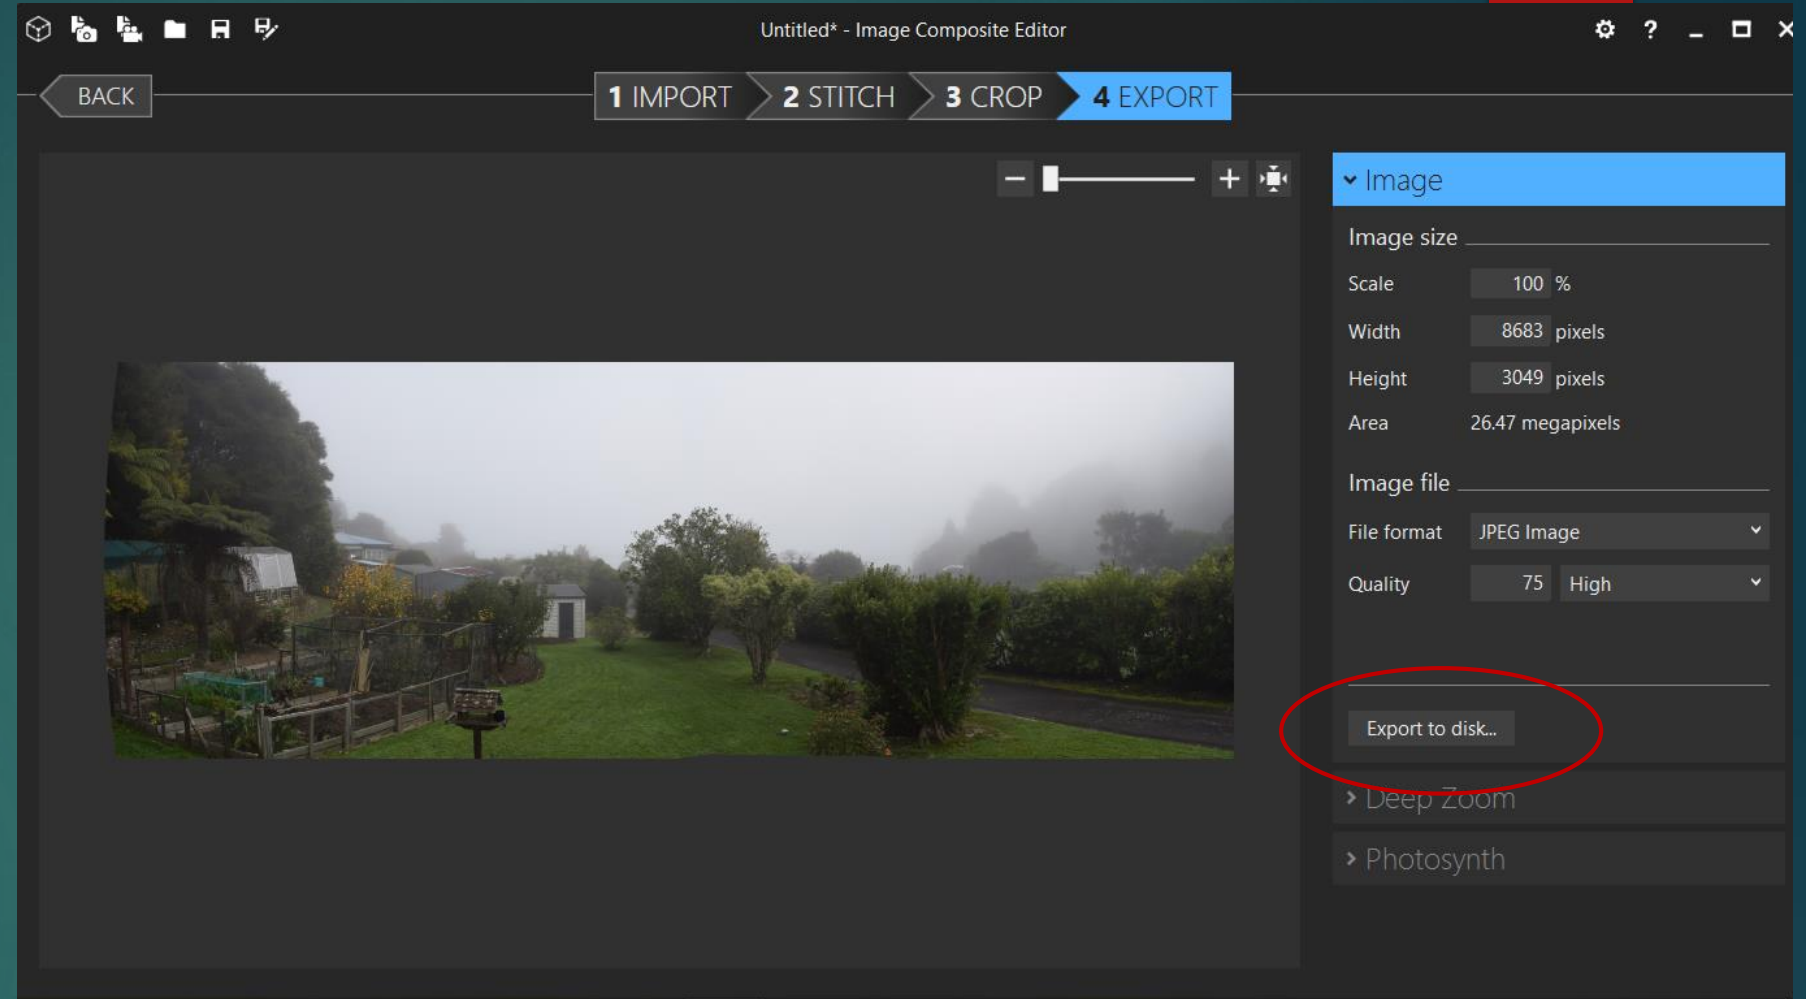 Untitled* - Image Composite Editor
?
BACK
1 IMPORT 2 STITCH 3 CROP 4 EXPORT
Image
Image size
Scale 100 %
Width 8683 pixels
Height 3049 pixels
Area 26.47 megapixels
Image file
File format JPEG Image
Quality 75 High
Export to disk...
Deep Zoom
Photosynth